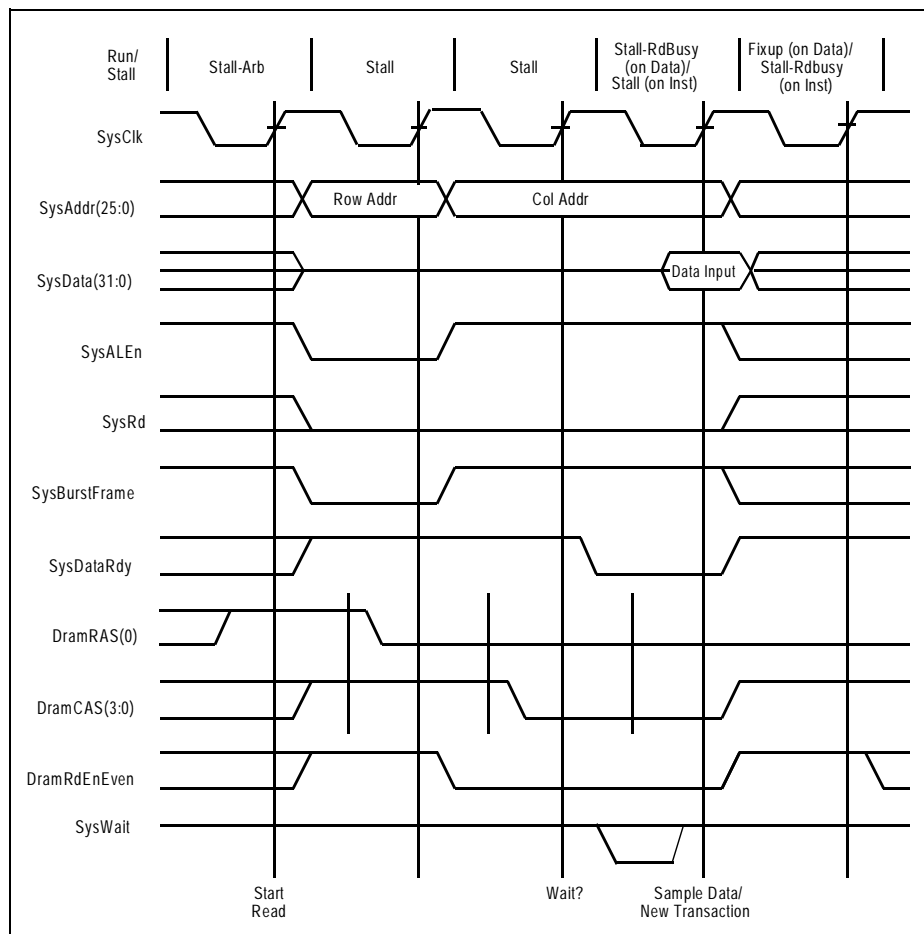 Run/
Stall
Stall-Arb
Stall
Stall
Stall-RdBusy
(on Data)/
Stall (on Inst)
Fixup (on Data)/
Stall-Rdbusy
(on Inst)
SysClk
SysAddr(25:0)
Row Addr
Col Addr
SysData(31:0)
Data Input
SysALEn
SysRd
SysBurstFrame
SysDataRdy
DramRAS(0)
DramCAS(3:0)
DramRdEnEven
SysWait
Start
Read
Wait?
Sample Data/
New Transaction